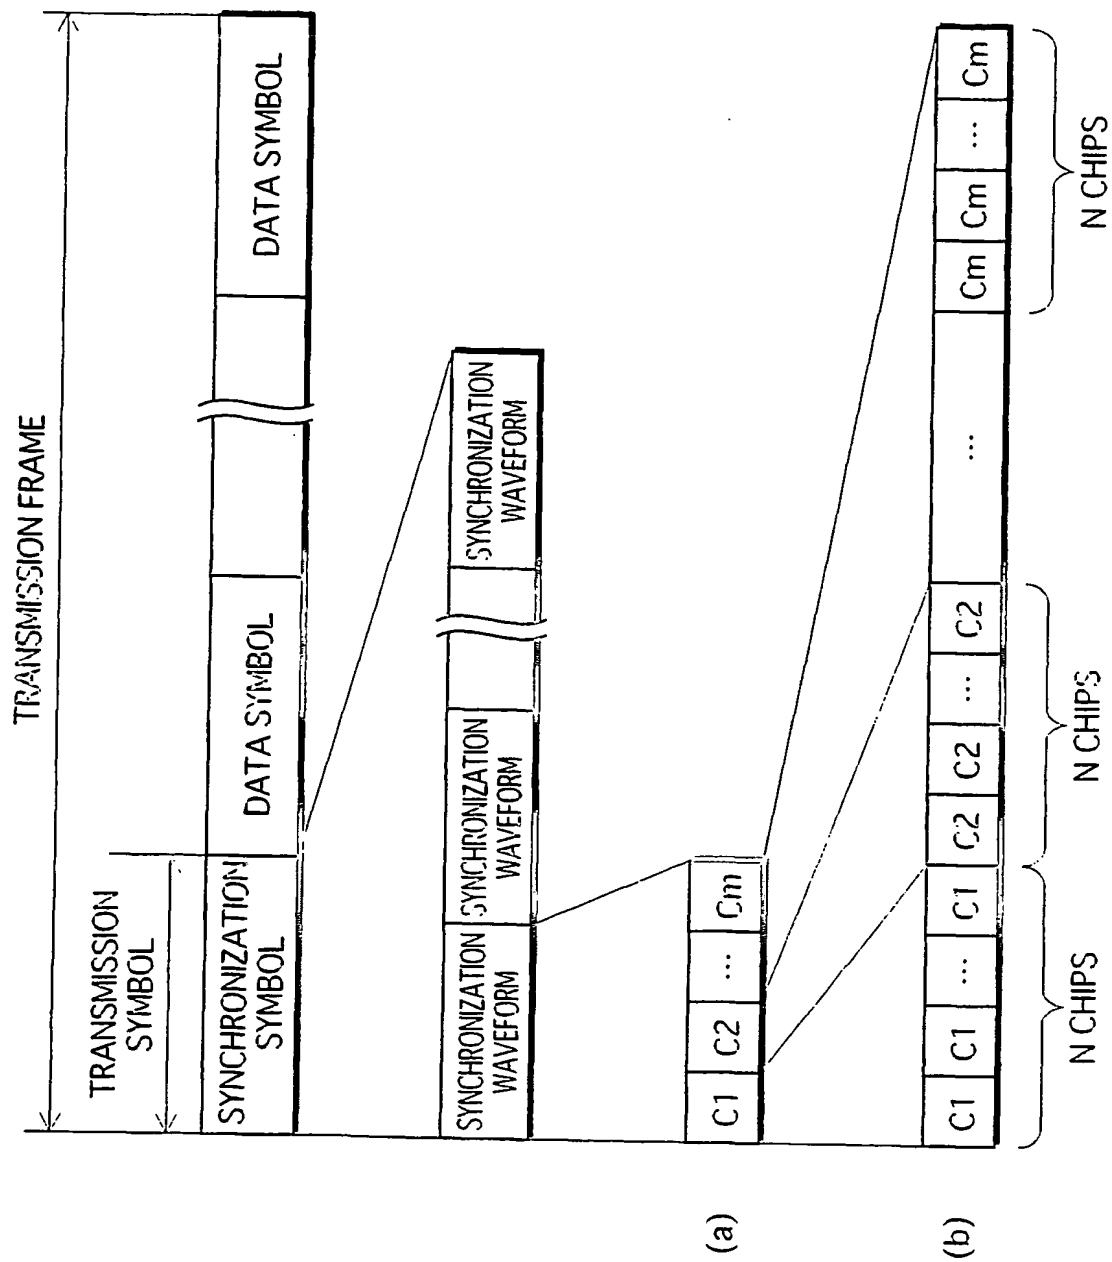 TRANSMISSION FRAME
TRANSMISSION
SYMBOL
SYNCHRONIZATION
SYMBOL
DATA SYMBOL
DATA SYMBOL
SYNCHRONIZATION
WAVEFORM
SYNCHRONIZATION
WAVEFORM
SYNCHRONIZATION
WAVEFORM
(a)
C1 C2 ... Cm
(b)
C1 C1 ... C1 C2 C2 ... C2 ... Cm Cm ... Cm
N CHIPS
N CHIPS
N CHIPS